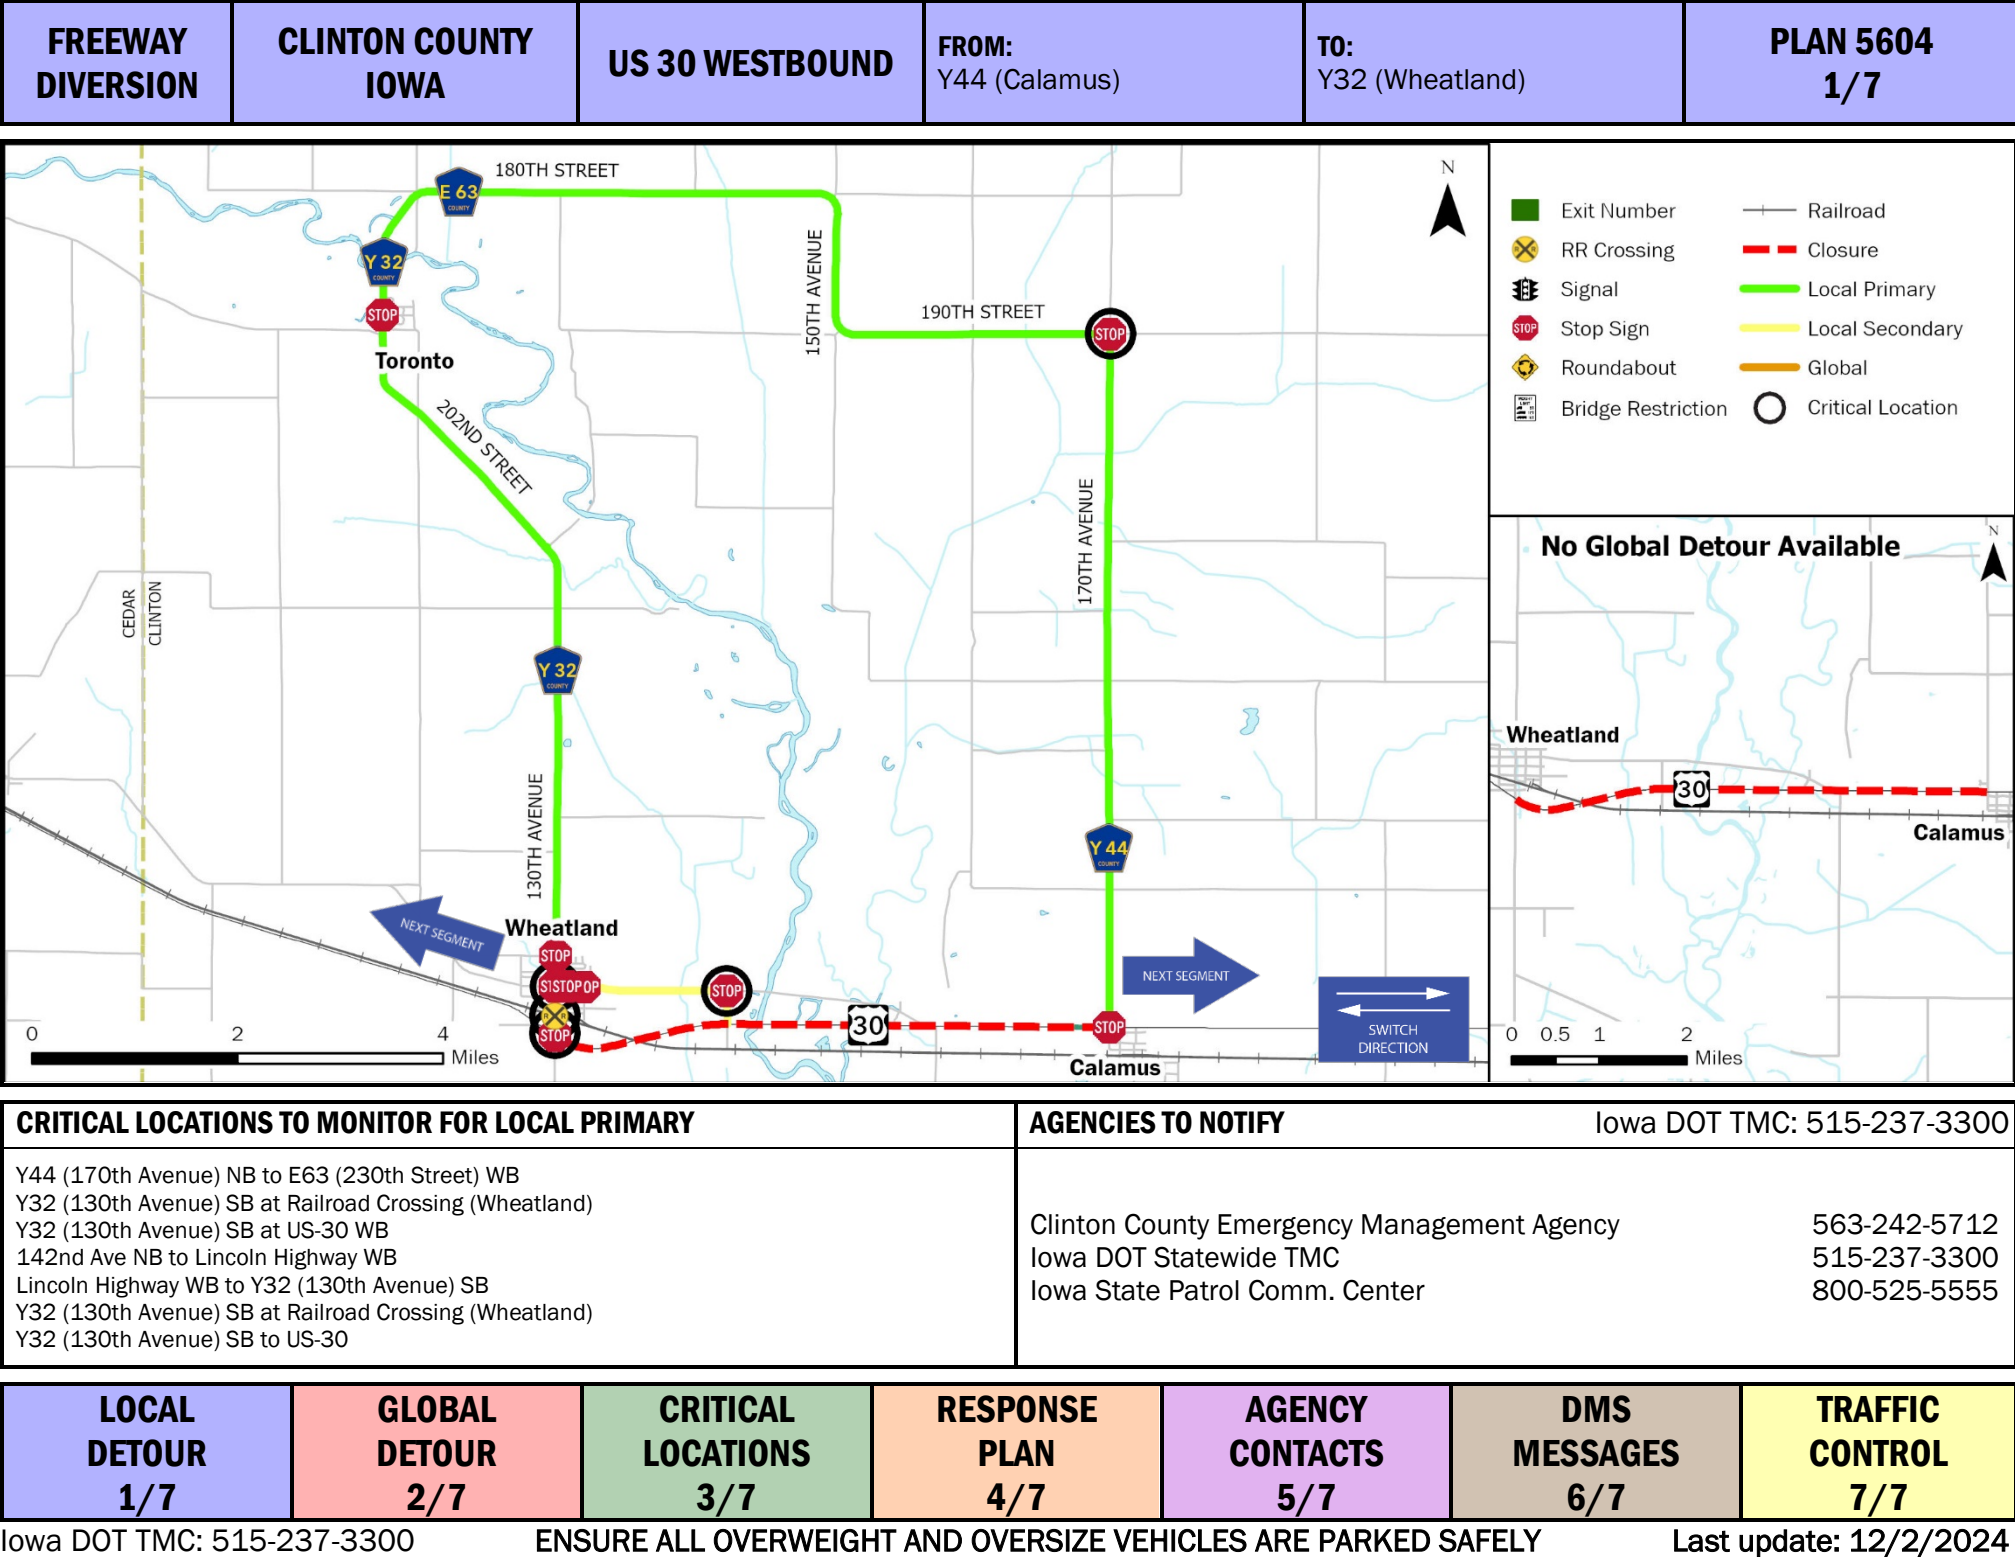 FREEWAY
DIVERSION
CLINTON COUNTY
IOWA
US 30 WESTBOUND
FROM:
Y44 (Calamus)
TO:
Y32 (Wheatland)
PLAN 5604
1/7
180TH STREET
E 63
COUNTY
Y 32
COUNTY
STOP
Toronto
202ND STREET
150TH AVENUE
190TH STREET
STOP
170TH AVENUE
N
CEDAR
CLINTON
Y 32
COUNTY
130TH AVENUE
Y 44
COUNTY
NEXT SEGMENT
Wheatland
STOP
STOP
STOP
R R
STOP
30
STOP
Calamus
NEXT SEGMENT
SWITCH
DIRECTION
0 2 4
Miles
Exit Number
RR Crossing
Signal
STOP Stop Sign
Roundabout
Bridge Restriction
Railroad
Closure
Local Primary
Local Secondary
Global
Critical Location
No Global Detour Available
N
Wheatland
30
Calamus
0 0.5 1 2
Miles
CRITICAL LOCATIONS TO MONITOR FOR LOCAL PRIMARY
Y44 (170th Avenue) NB to E63 (230th Street) WB
Y32 (130th Avenue) SB at Railroad Crossing (Wheatland)
Y32 (130th Avenue) SB at US-30 WB
142nd Ave NB to Lincoln Highway WB
Lincoln Highway WB to Y32 (130th Avenue) SB
Y32 (130th Avenue) SB at Railroad Crossing (Wheatland)
Y32 (130th Avenue) SB to US-30
AGENCIES TO NOTIFY Iowa DOT TMC: 515-237-3300
Clinton County Emergency Management Agency 563-242-5712
Iowa DOT Statewide TMC 515-237-3300
Iowa State Patrol Comm. Center 800-525-5555
LOCAL
DETOUR
1/7
GLOBAL
DETOUR
2/7
CRITICAL
LOCATIONS
3/7
RESPONSE
PLAN
4/7
AGENCY
CONTACTS
5/7
DMS
MESSAGES
6/7
TRAFFIC
CONTROL
7/7
Iowa DOT TMC: 515-237-3300 ENSURE ALL OVERWEIGHT AND OVERSIZE VEHICLES ARE PARKED SAFELY Last update: 12/2/2024